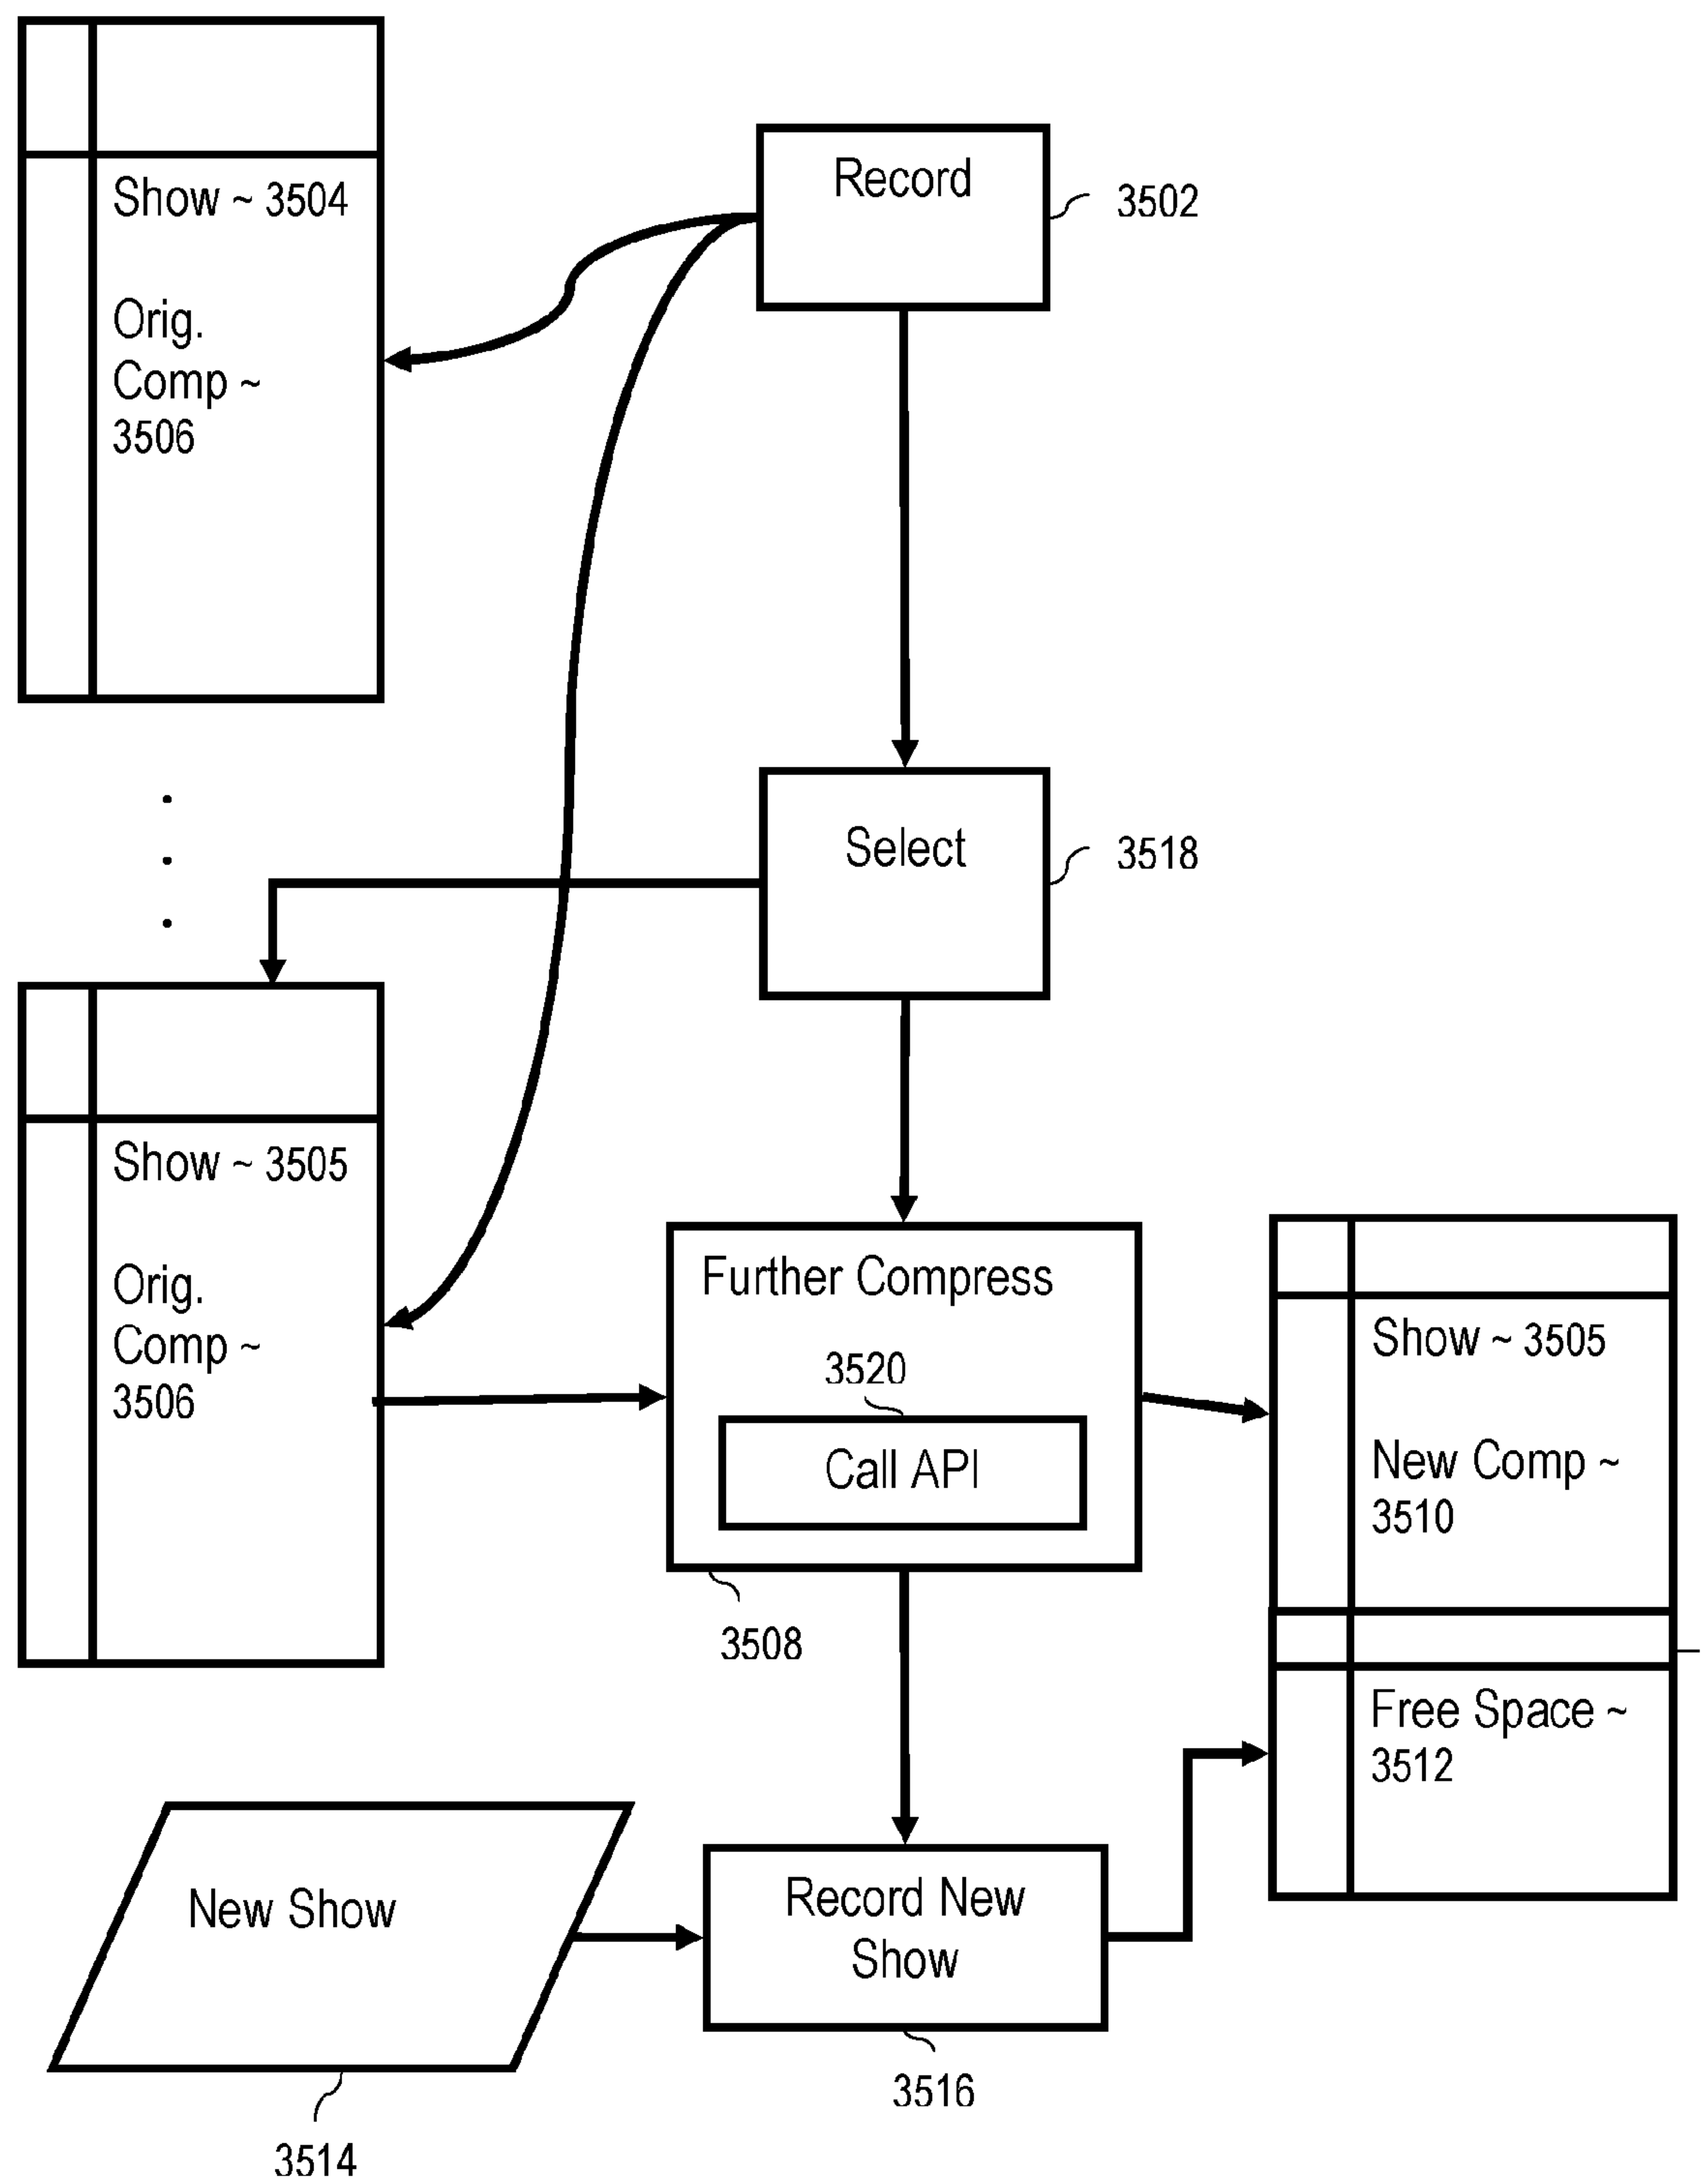 Record
3502
Show ~ 3504
Orig.
Comp ~
3506
Select
3518
Show ~ 3505
Orig.
Comp ~
3506
Further Compress
3520
Call API
3508
Show ~ 3505
New Comp ~
3510
Free Space ~
3512
New Show
3514
Record New
Show
3516